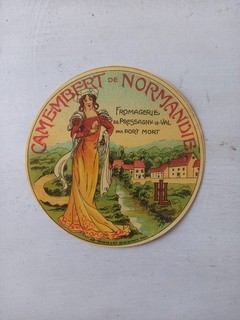 CAMEMBERT DE NORMANDIE
FROMAGERIE
DE PRESSAGNY LE VAL
PAR PORT MORT